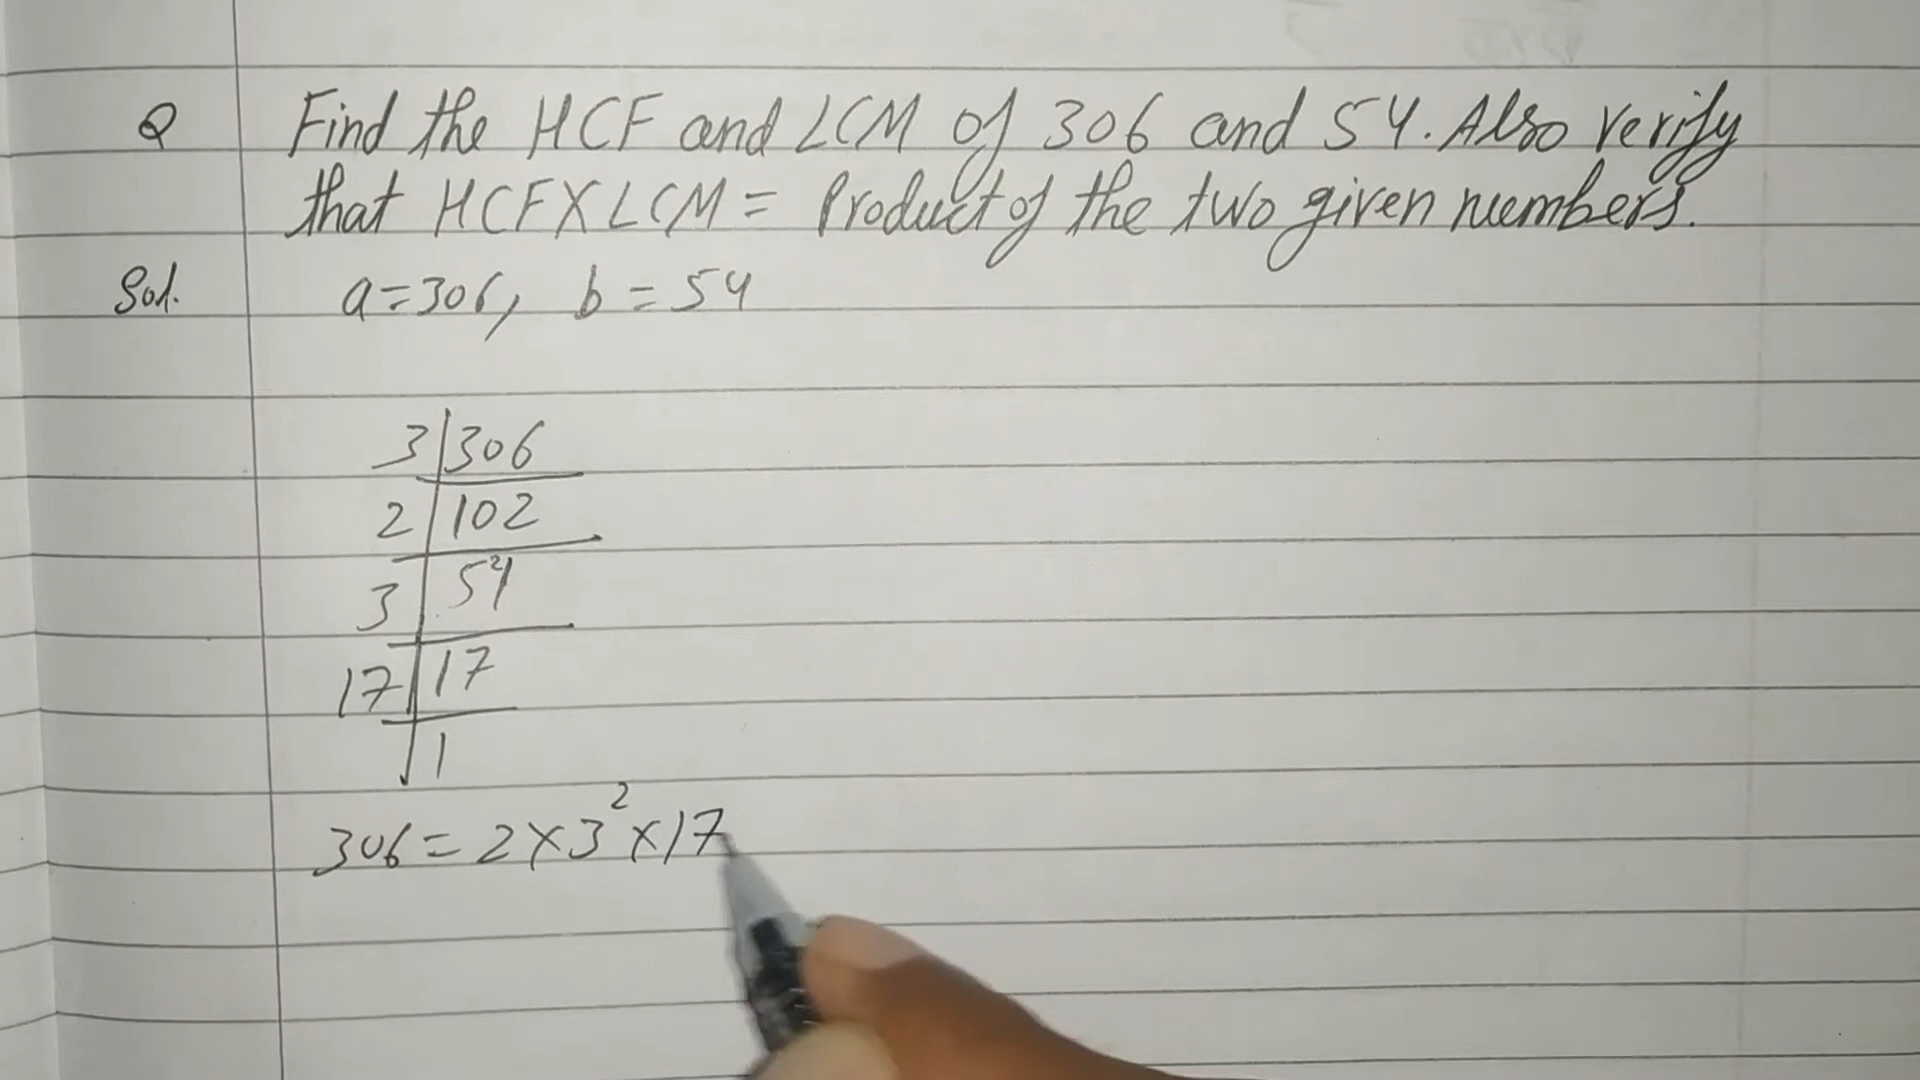 Q Find the HCF and LCM of 306 and 54. Also verify
that HCF X LCM = Product of the two given numbers.
Sol. a=306, b = 54
3 306
2 102
3
17 17
1
306 = 2 × 3² × 17